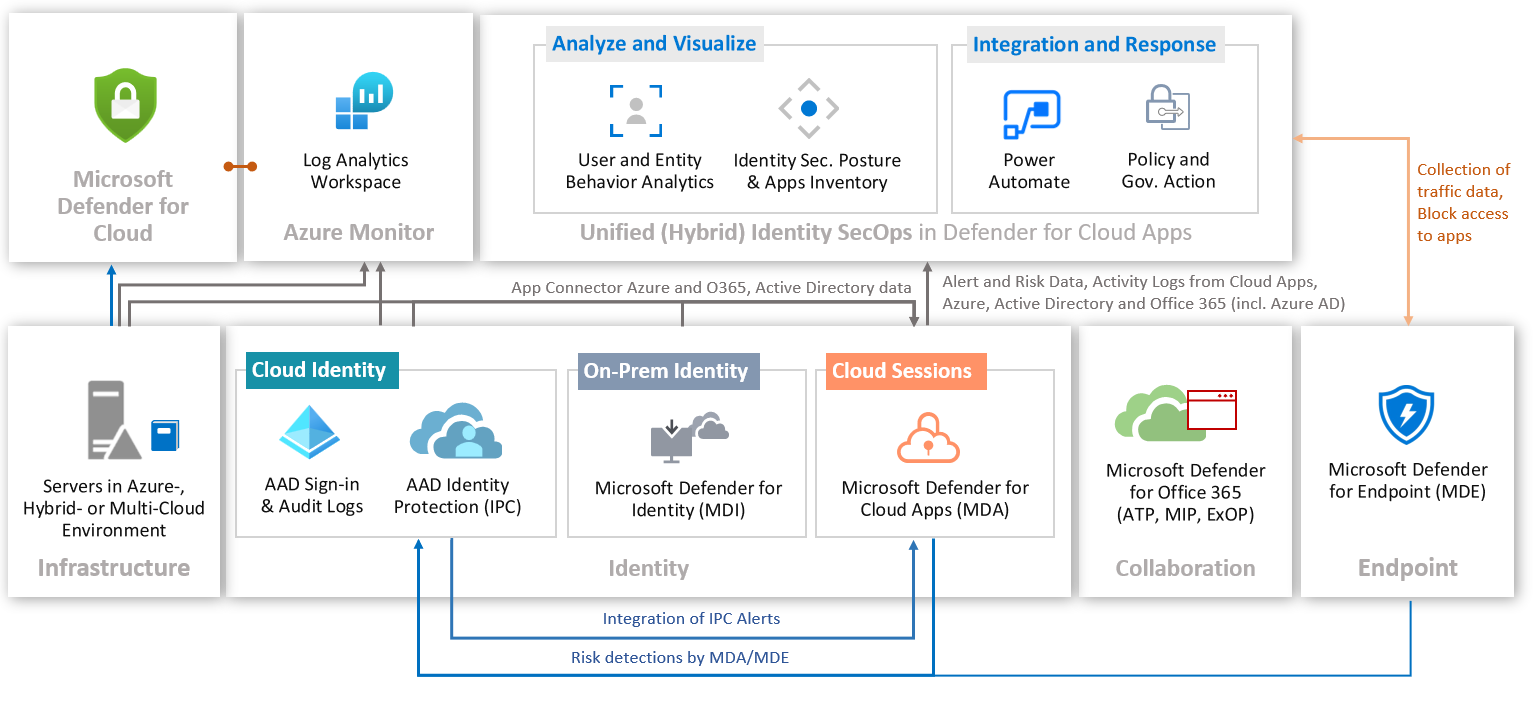 Microsoft
Defender for
Cloud
Log Analytics
Workspace
Azure Monitor
Analyze and Visualize
User and Entity
Behavior Analytics
Identity Sec. Posture
& Apps Inventory
Integration and Response
Power
Automate
Policy and
Gov. Action
Unified (Hybrid) Identity SecOps in Defender for Cloud Apps
Collection of
traffic data,
Block access
to apps
App Connector Azure and O365, Active Directory data
Alert and Risk Data, Activity Logs from Cloud Apps,
Azure, Active Directory and Office 365 (incl. Azure AD)
Servers in Azure-,
Hybrid- or Multi-Cloud
Environment
Infrastructure
Cloud Identity
AAD Sign-in
& Audit Logs
AAD Identity
Protection (IPC)
On-Prem Identity
Microsoft Defender for
Identity (MDI)
Cloud Sessions
Microsoft Defender for
Cloud Apps (MDA)
Identity
Microsoft Defender
for Office 365
(ATP, MIP, ExOP)
Collaboration
Microsoft Defender
for Endpoint (MDE)
Endpoint
Integration of IPC Alerts
Risk detections by MDA/MDE